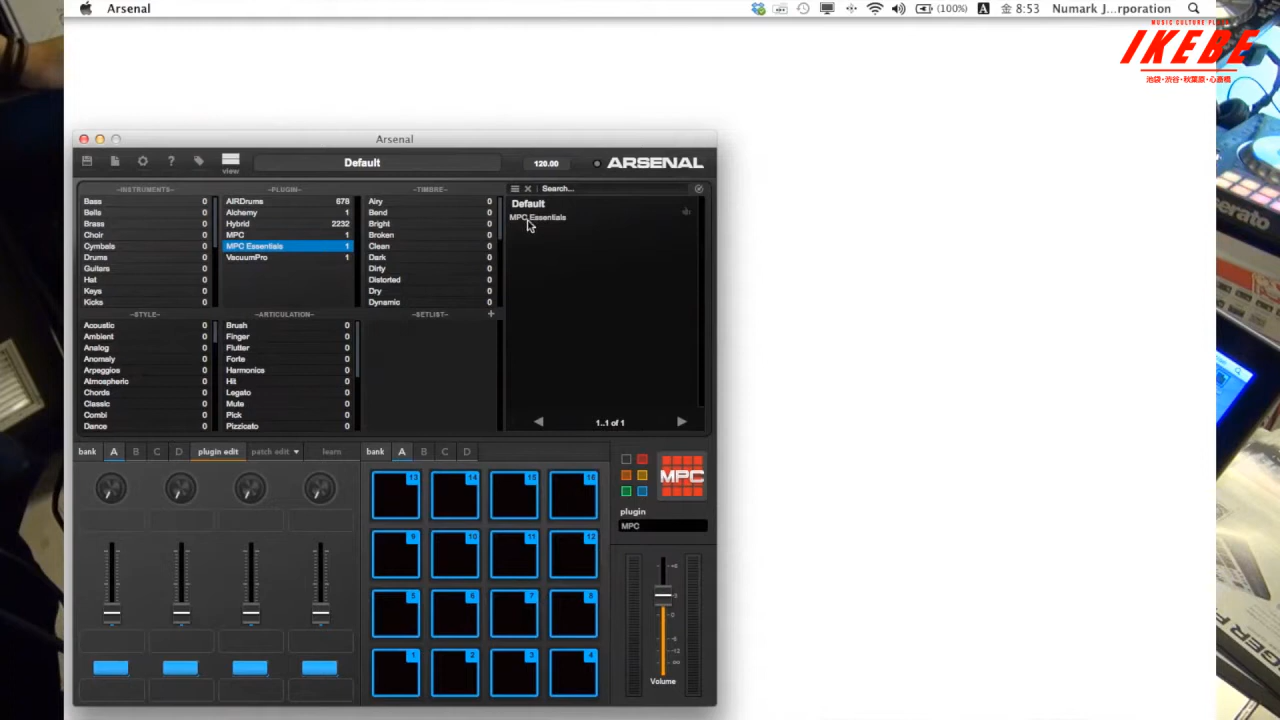 Arsenal
(100%)
A
金 8:53
Numark J...rporation
MUSIC CULTURE PLAZA
IKEBE
池袋・渋谷・秋葉原・心斎橋
Arsenal
view
Default
120.00
ARSENAL
-INSTRUMENTS-
Bass 0
Bells 0
Brass 0
Choir 0
Cymbals 0
Drums 0
Guitars 0
Hat 0
Keys 0
Kicks 0
-PLUGIN-
AIRDrums 678
Alchemy 1
Hybrid 2232
MPC 1
MPC Essentials 1
VacuumPro 1
-TIMBRE-
Airy 0
Bend 0
Bright 0
Broken 0
Clean 0
Dark 0
Dirty 0
Distorted 0
Dry 0
Dynamic 0
Search...
Default
MPC Essentials
1..1 of 1
-STYLE-
Acoustic 0
Ambient 0
Analog 0
Anomaly 0
Arpeggios 0
Atmospheric 0
Chords 0
Classic 0
Combi 0
Dance 0
-ARTICULATION-
Brush 0
Finger 0
Flutter 0
Forte 0
Harmonics 0
Hit 0
Legato 0
Mute 0
Pick 0
Pizzicato 0
-SETLIST- +
bank A B C D plugin edit patch edit learn
bank A B C D
13 14 15 16
9 10 11 12
5 6 7 8
1 2 3 4
MPC
plugin
MPC
Volume
serato